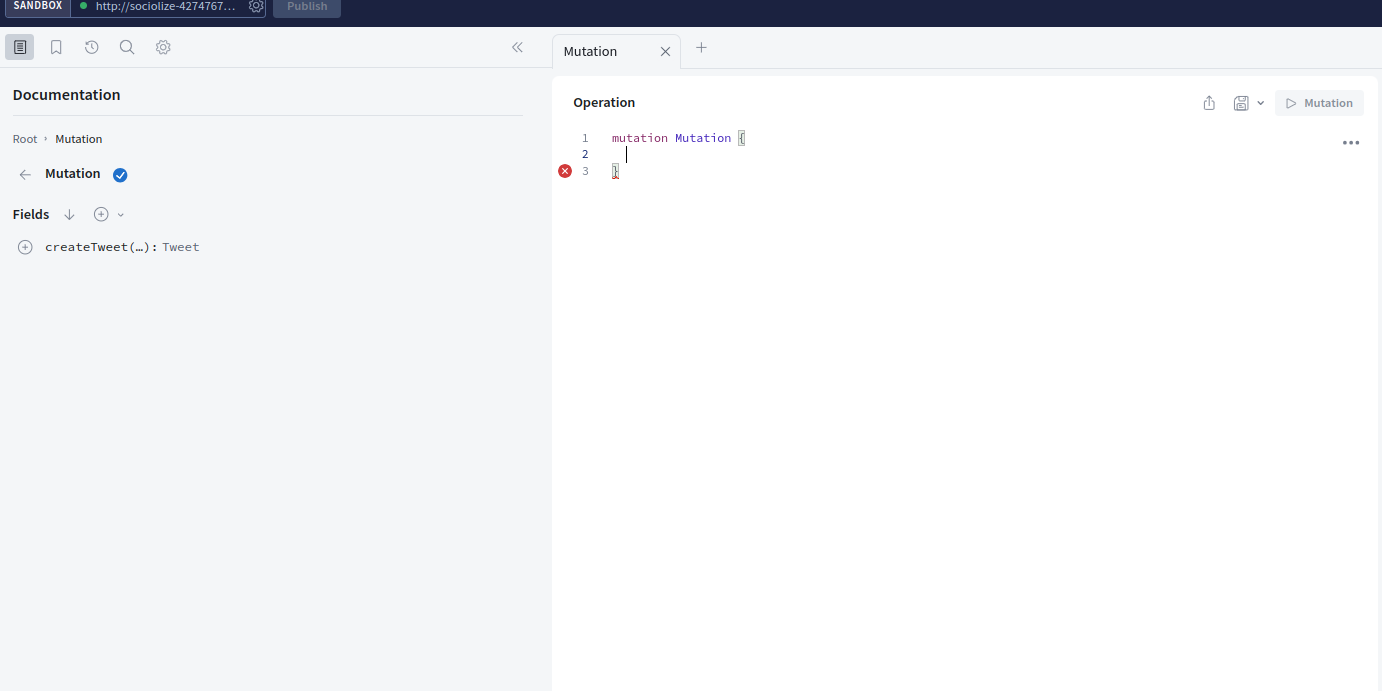 SANDBOX http://sociolize-4274767... Publish
Mutation
Documentation
Operation
Mutation
Root › Mutation
Mutation
Fields
createTweet(…): Tweet
1 mutation Mutation {
2
3 }